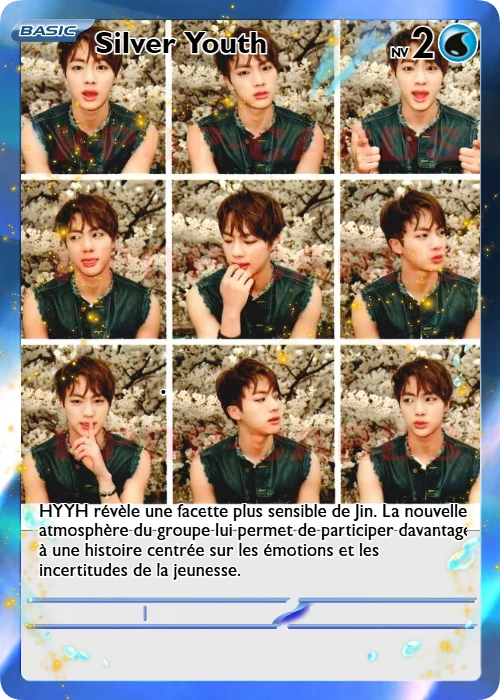 BASIC
Silver Youth
NV 2
HYYH révèle une facette plus sensible de Jin. La nouvelle
atmosphère du groupe lui permet de participer davantage
à une histoire centrée sur les émotions et les
incertitudes de la jeunesse.